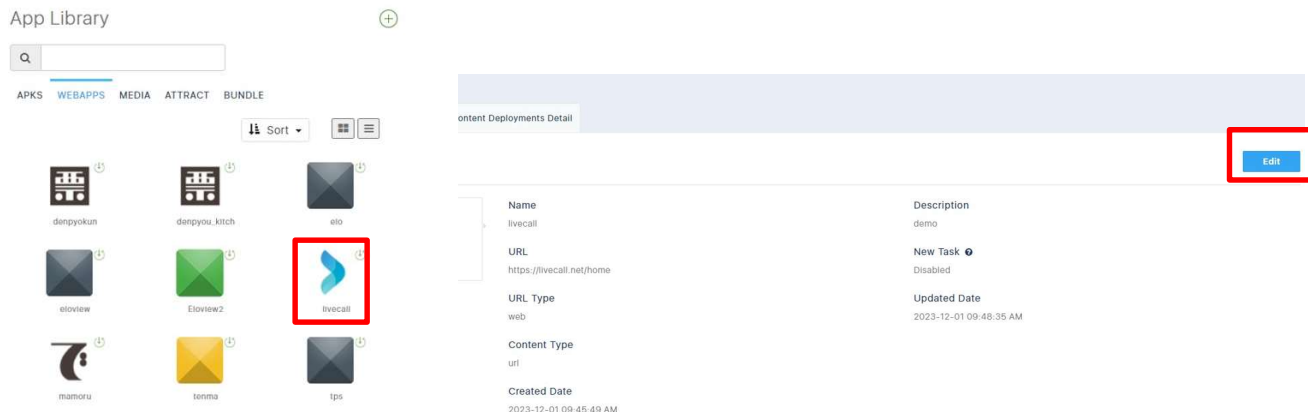 App Library
APKS WEBAPPS MEDIA ATTRACT BUNDLE
Sort
denpyokun denpyou_kitch elo
eloview Eloview2 livecall
mamoru tenma tps
ontent Deployments Detail
Edit
Name
livecall
URL
https://livecall.net/home
URL Type
web
Content Type
url
Created Date
2023-12-01 09:45:49 AM
Description
demo
New Task
Disabled
Updated Date
2023-12-01 09:48:35 AM